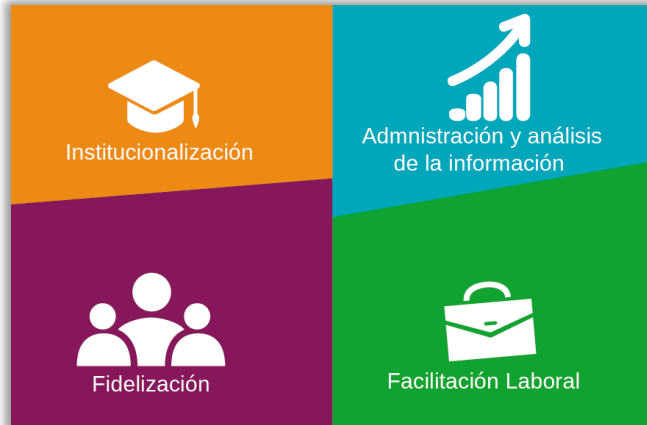 Institucionalización
Admnistración y análisis
de la información
Fidelización
Facilitación Laboral